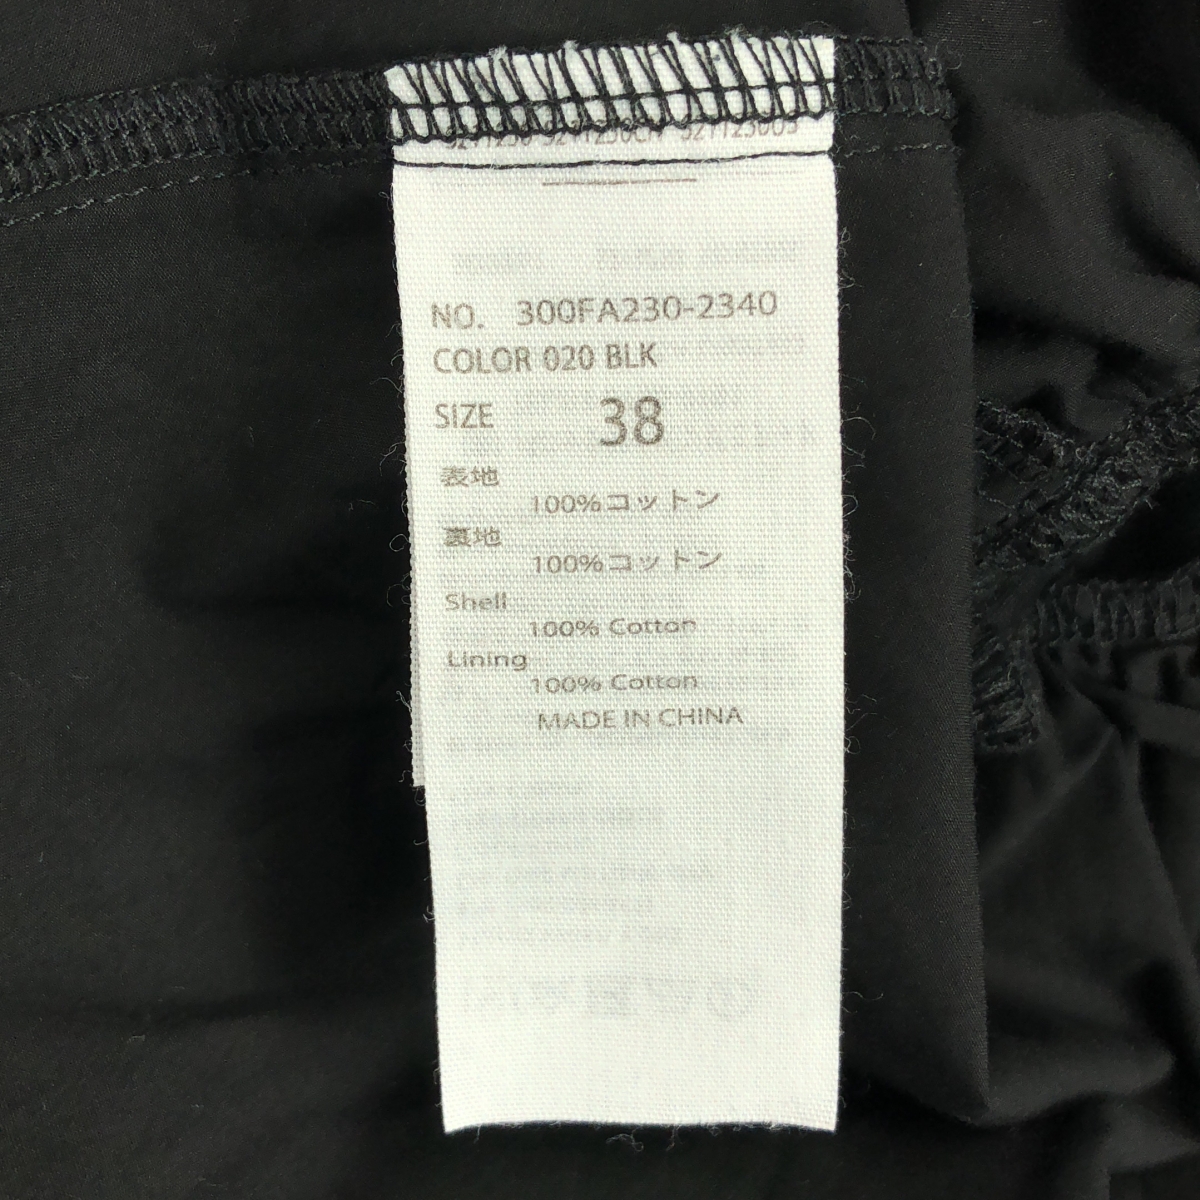 NO. 300FA230-2340
COLOR 020 BLK
SIZE 38
表地
100%コットン
裏地
100%コットン
Shell
100% Cotton
Lining
100% Cotton
MADE IN CHINA